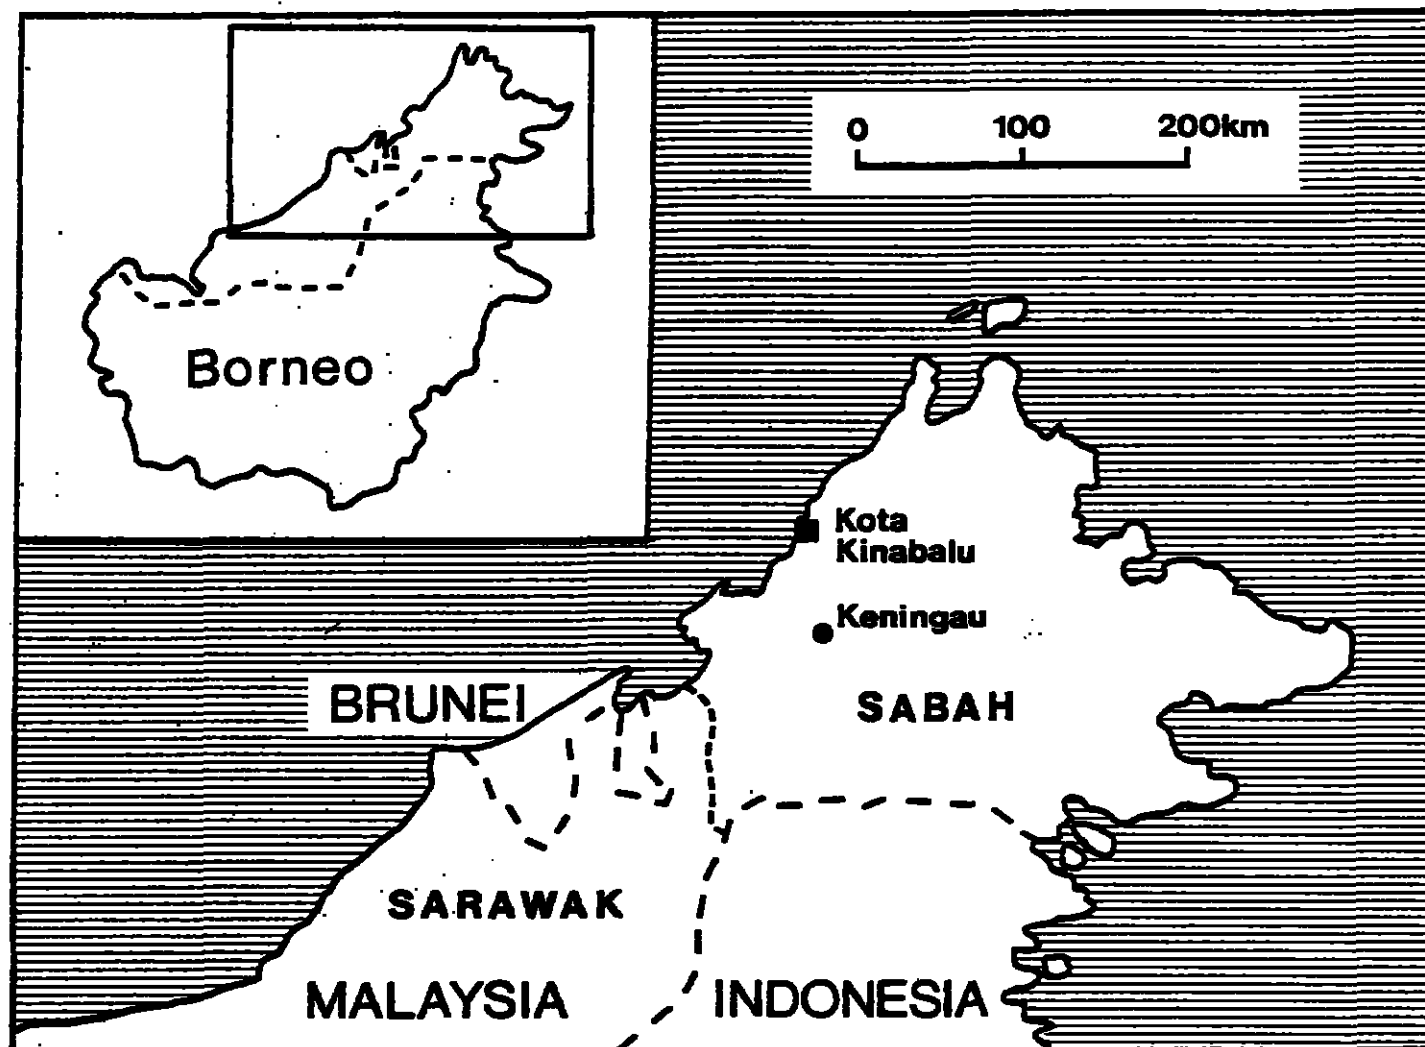 0 100 200km
Borneo
Kota
Kinabalu
Keningau
BRUNEI
SABAH
SARAWAK
MALAYSIA
INDONESIA